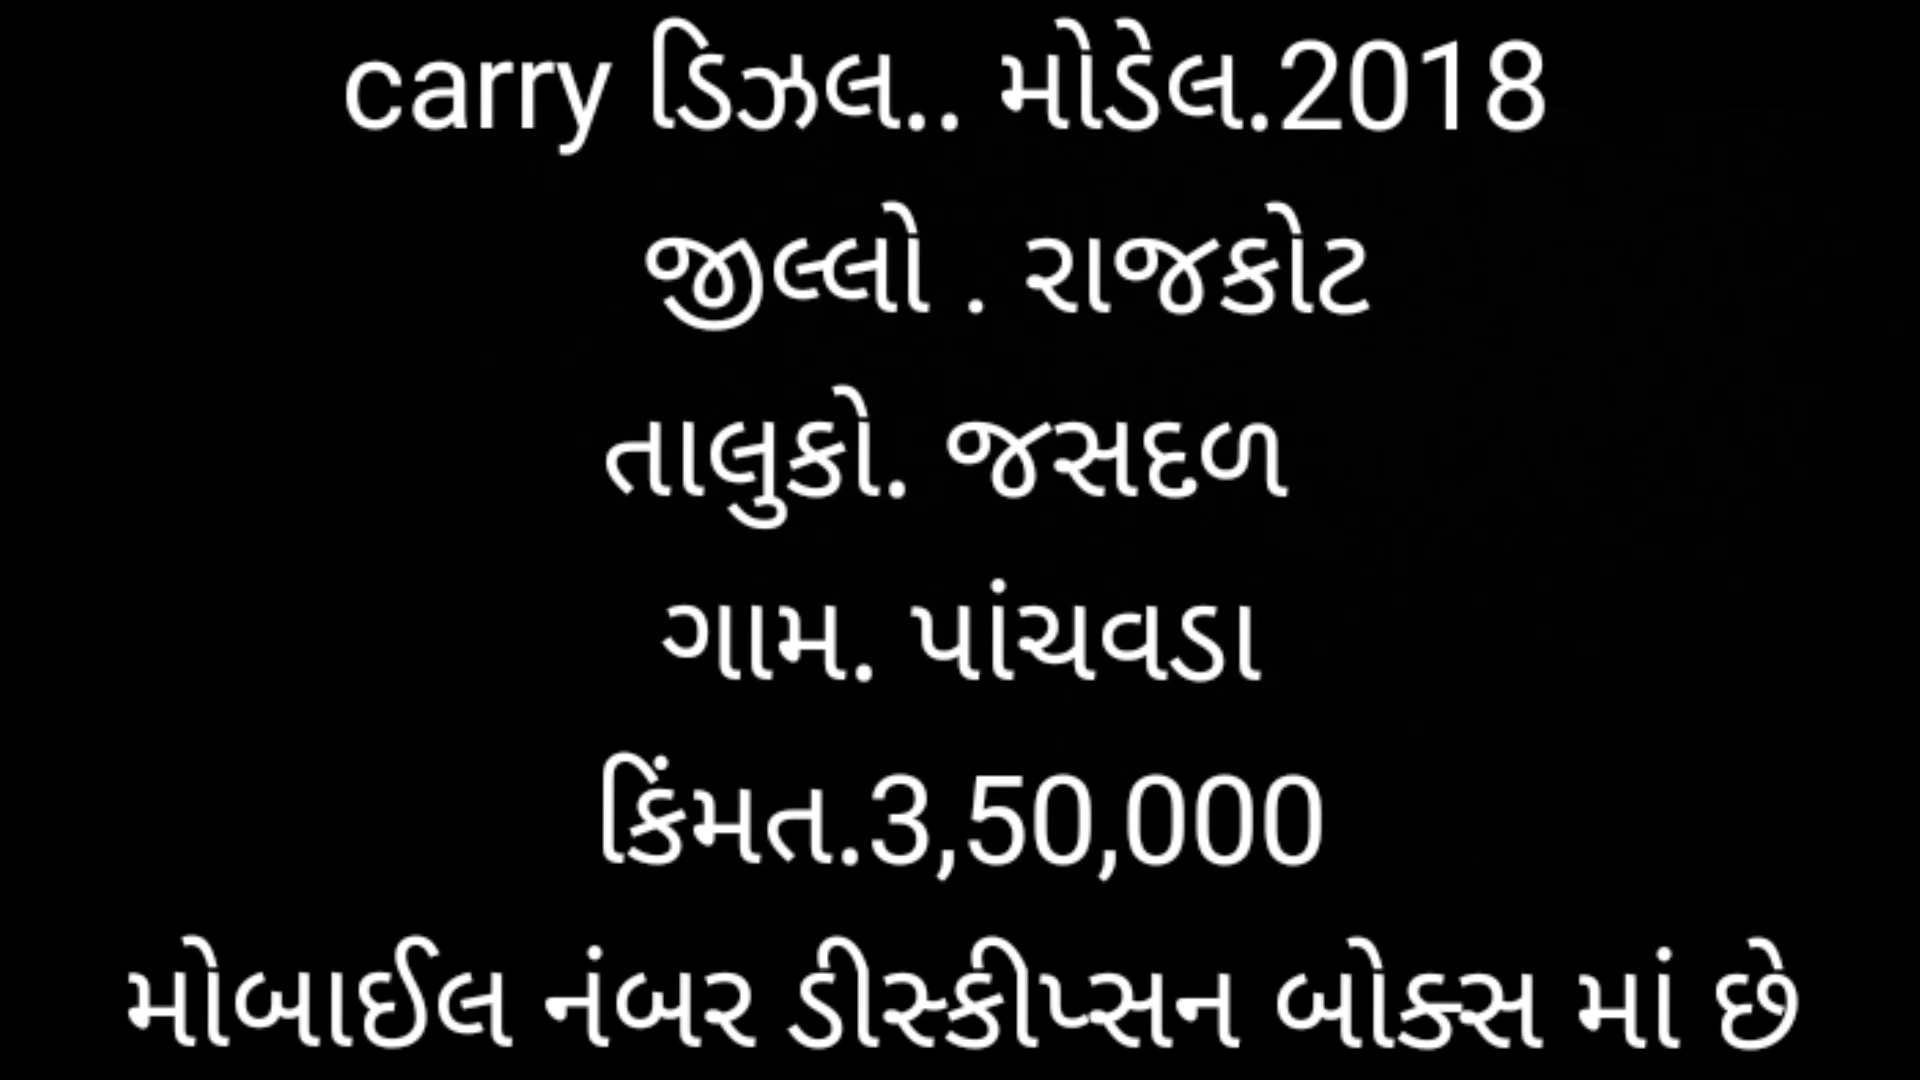 carry ડિઝલ.. મોડેલ.2018
જીલ્લો . રાજકોટ
તાલુકો. જસદળ
ગામ. પાંચવડા
કિંમત.3,50,000
મોબાઈલ નંબર ડીસ્કીપ્સન બોક્સ માં છે